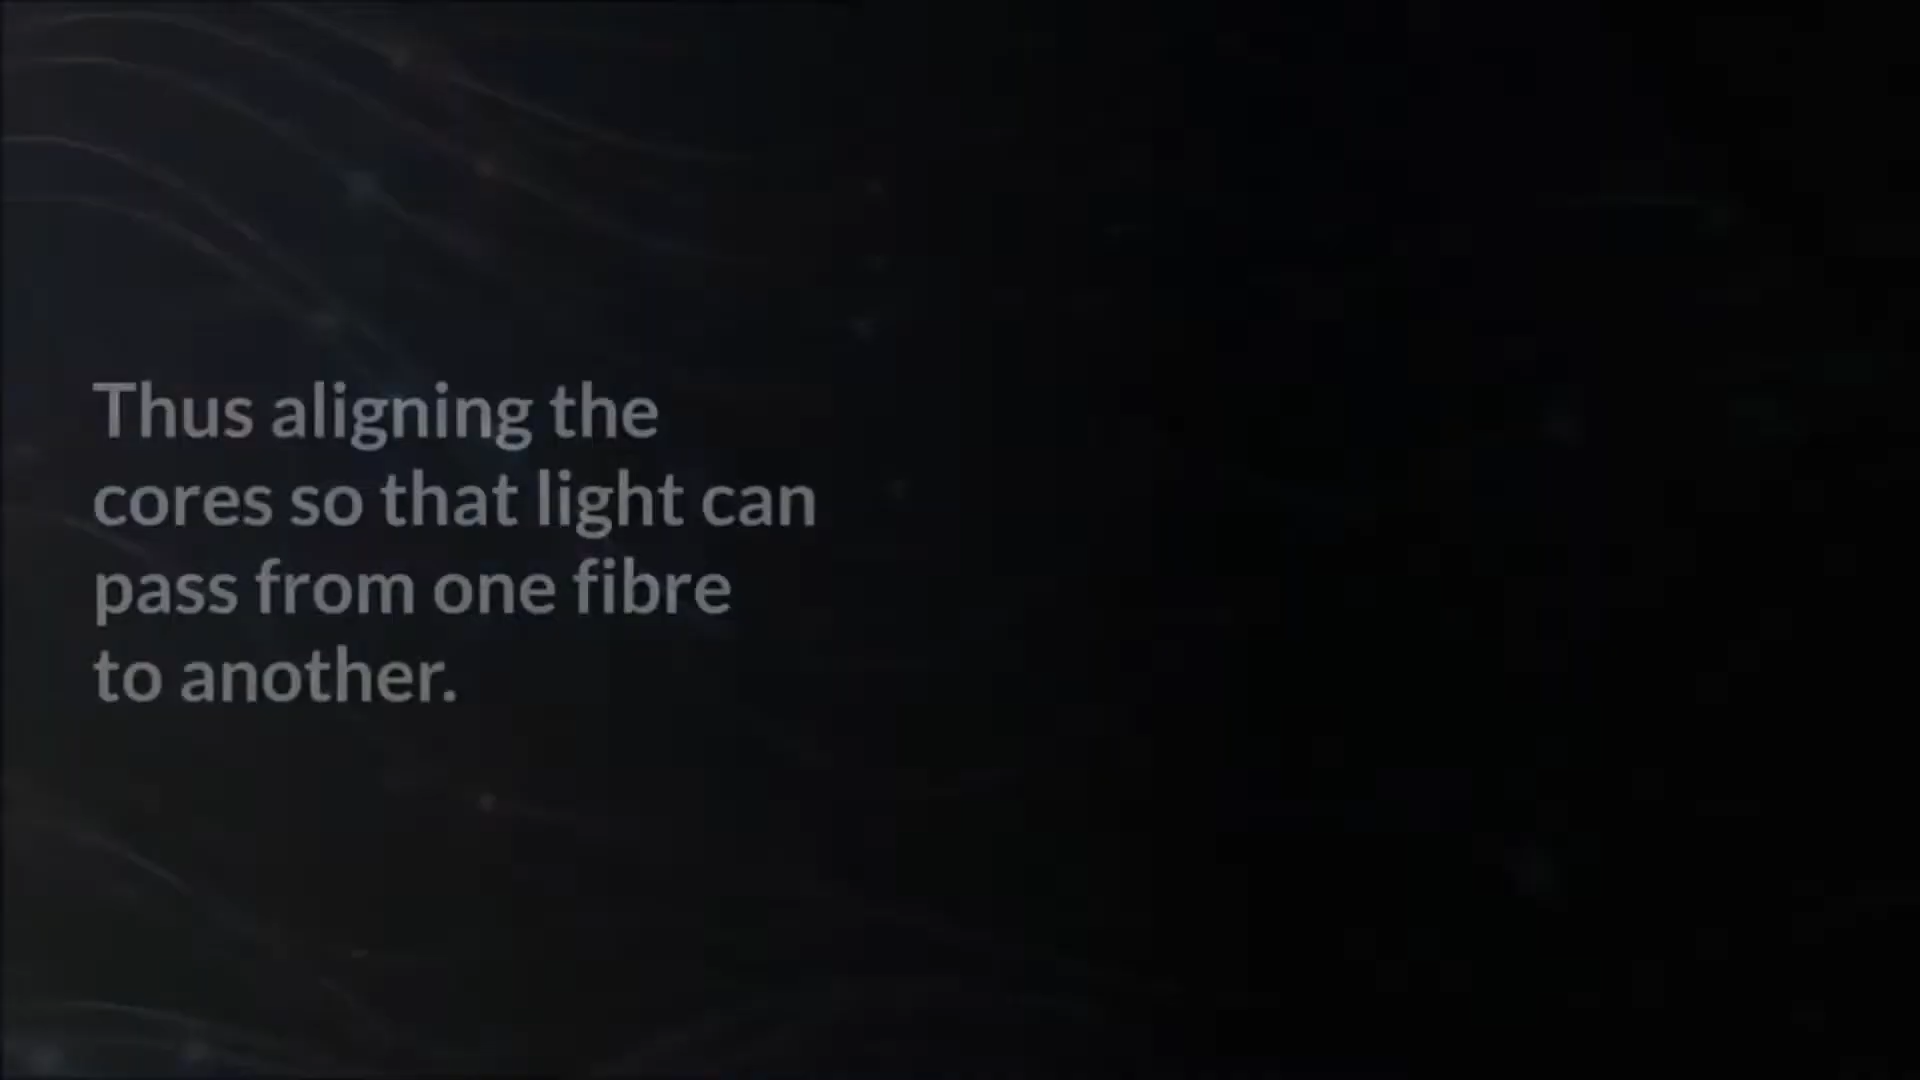 Thus aligning the
cores so that light can
pass from one fibre
to another.